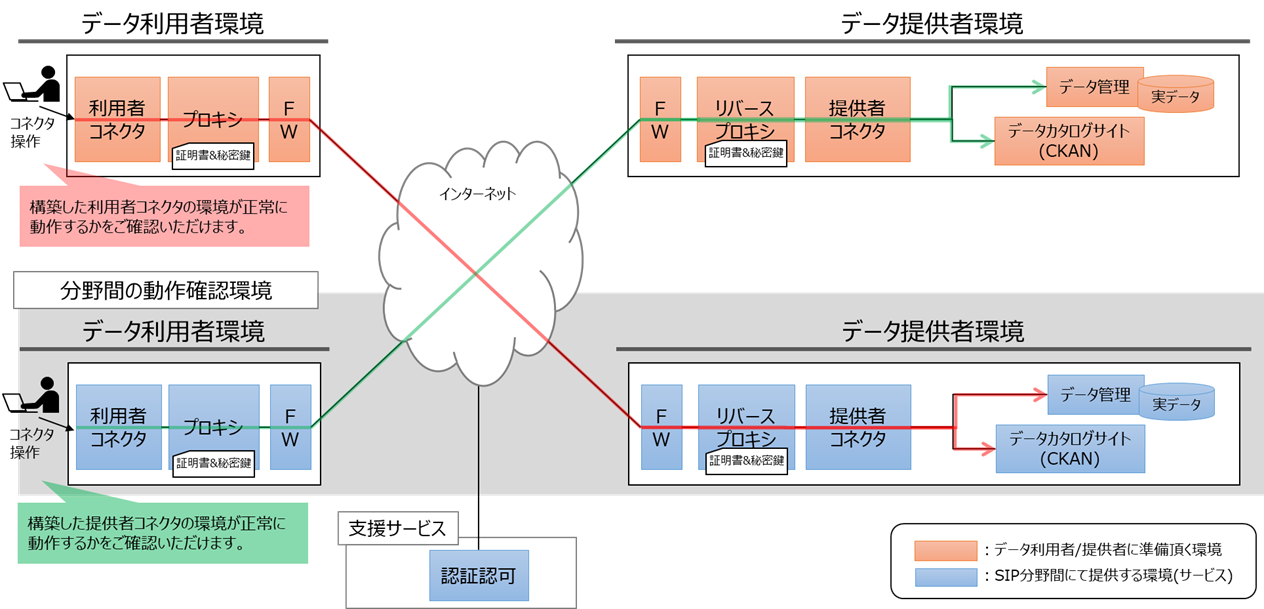 データ利用者環境
データ提供者環境
コネクタ
操作
利用者
コネクタ
プロキシ
証明書&秘密鍵
F
W
F
W
リバース
プロキシ
証明書&秘密鍵
提供者
コネクタ
データ管理
実データ
データカタログサイト
(CKAN)
インターネット
構築した利用者コネクタの環境が正常に
動作するかをご確認いただけます。
分野間の動作確認環境
データ利用者環境
データ提供者環境
コネクタ
操作
利用者
コネクタ
プロキシ
証明書&秘密鍵
F
W
F
W
リバース
プロキシ
証明書&秘密鍵
提供者
コネクタ
データ管理
実データ
データカタログサイト
(CKAN)
構築した提供者コネクタの環境が正常に
動作するかをご確認いただけます。
支援サービス
認証認可
：データ利用者/提供者に準備頂く環境
：SIP分野間にて提供する環境(サービス)